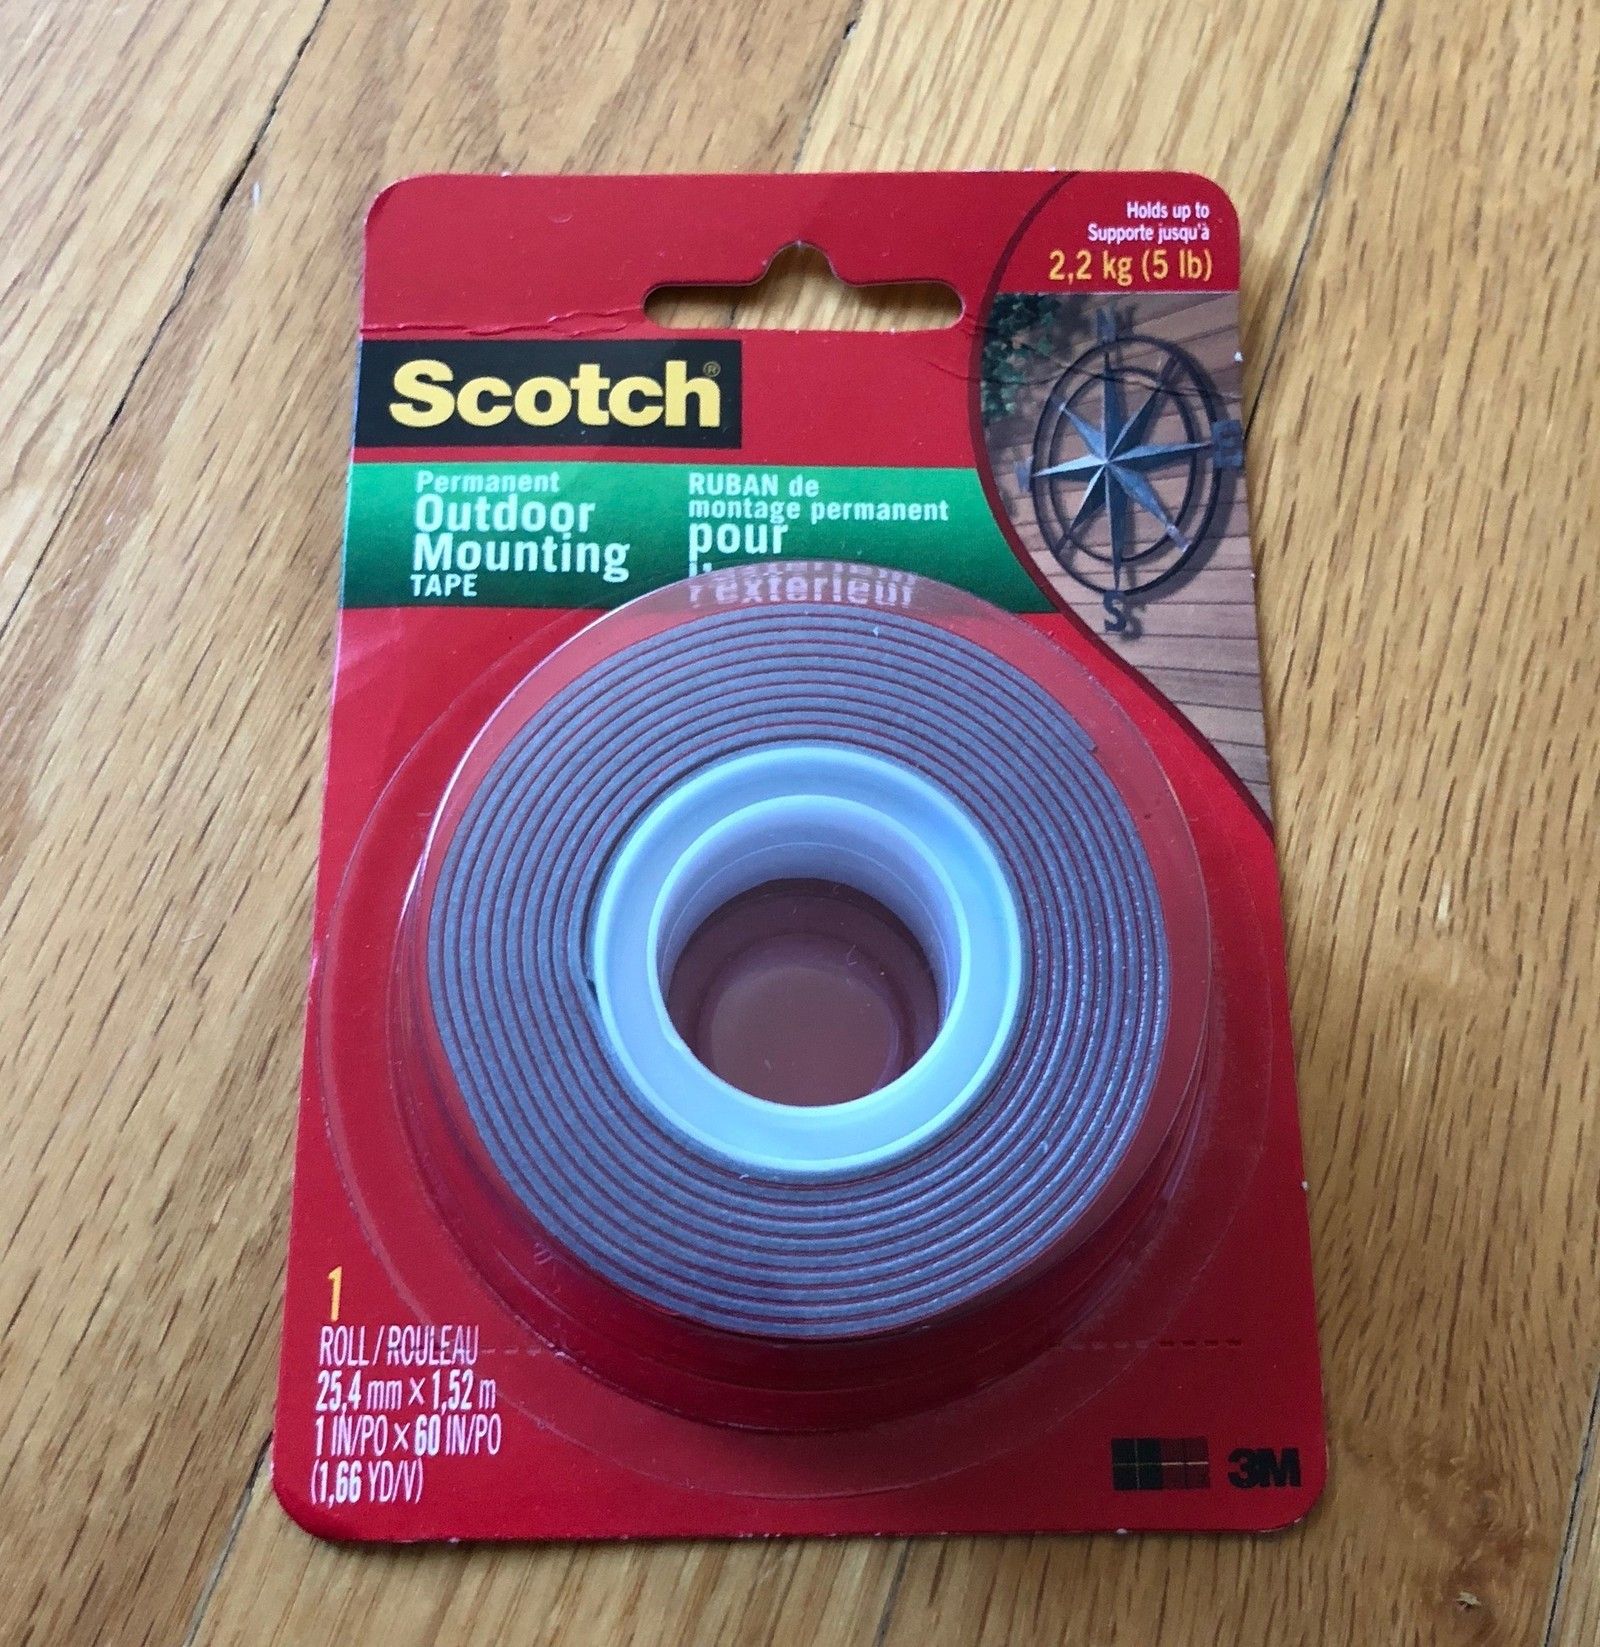 Holds up to
Supporte jusqu'à
2,2 kg (5 lb)
Scotch®
Permanent
Outdoor
Mounting
TAPE
RUBAN de
montage permanent
pour
l'extérieur
N
E
S
1
ROLL / ROULEAU
25,4 mm × 1,52 m
1 IN/PO × 60 IN/PO
(1,66 YD/V)
3M